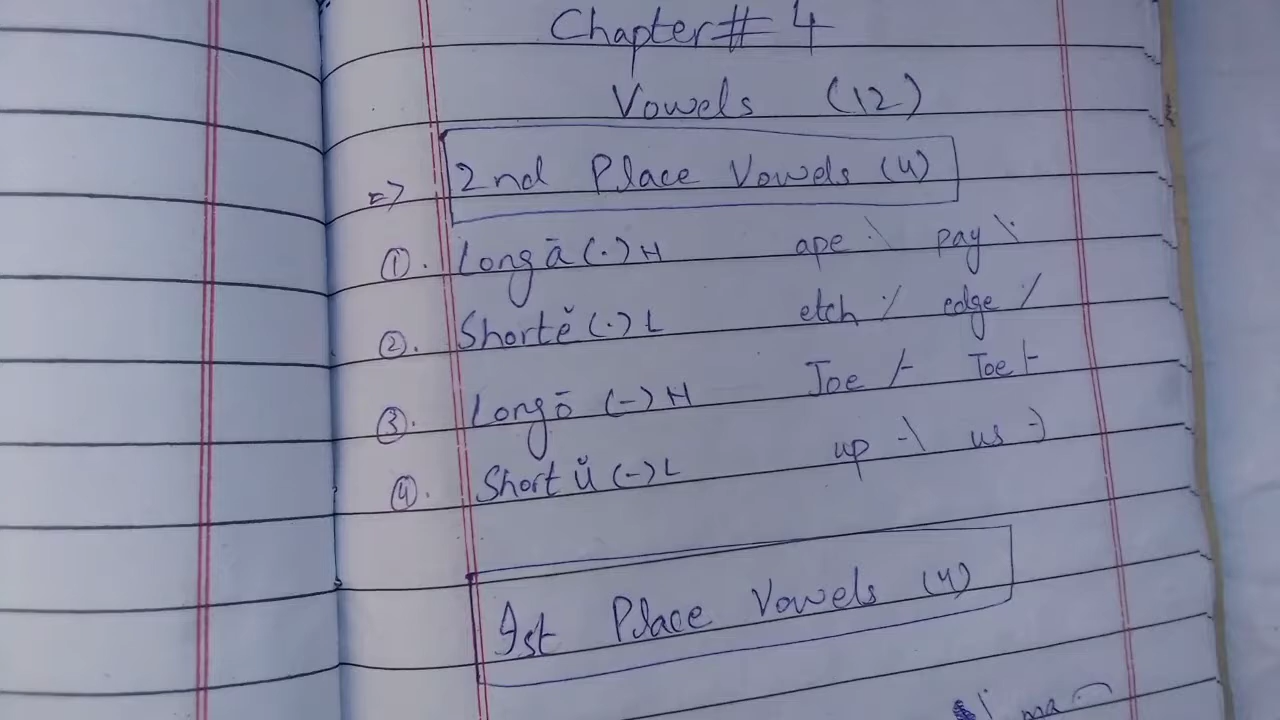 Chapter # 4
Vowels (12)
=> 2nd Place Vowels (4)
①. Long ā (.) H ape .\ pay \.
②. Short ĕ (.) L etch ./ edge /.
③. Long ō (-) H Joe /- Toe |-
④. Short ŭ (-) L up -\ us -)
1st Place Vowels (4)
ma